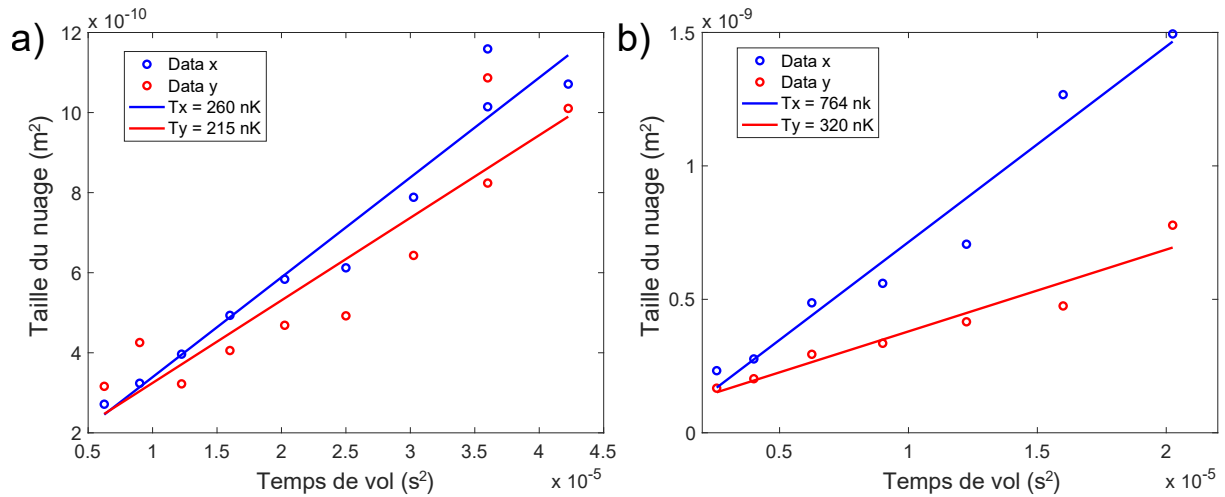 a)
× 10⁻¹⁰
12
10
8
6
4
2
Taille du nuage (m²)
Data x
Data y
Tx = 260 nK
Ty = 215 nK
0.5 1 1.5 2 2.5 3 3.5 4 4.5
Temps de vol (s²)
× 10⁻⁵
b)
× 10⁻⁹
1.5
1
0.5
0
Taille du nuage (m²)
Data x
Data y
Tx = 764 nk
Ty = 320 nK
0.5 1 1.5 2
Temps de vol (s²)
× 10⁻⁵